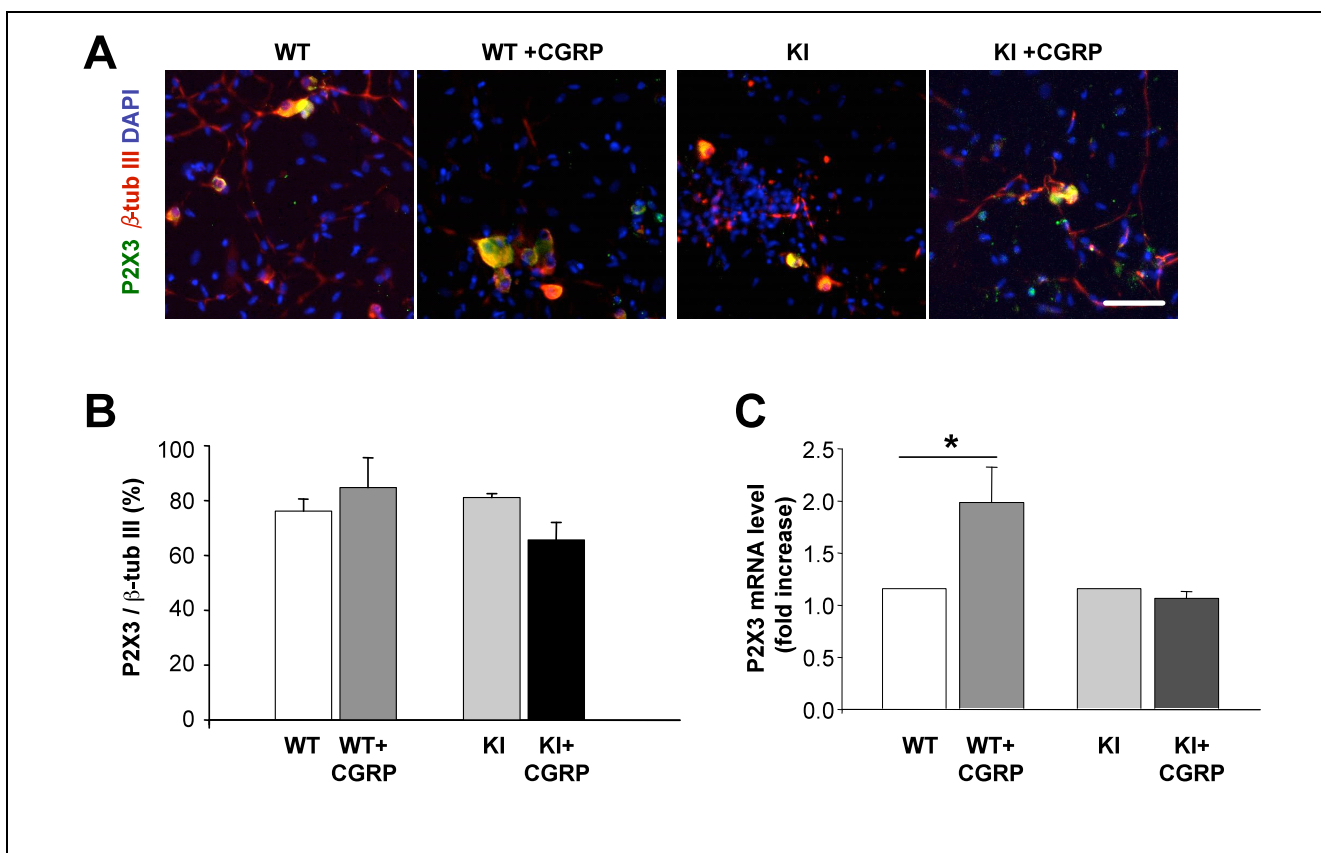 A
WT
WT +CGRP
KI
KI +CGRP
P2X3 β-tub III DAPI
B
P2X3 / β-tub III (%)
100
80
60
40
20
0
WT
WT+
CGRP
KI
KI+
CGRP
C
P2X3 mRNA level
(fold increase)
2.5
2.0
1.5
1.0
0.5
0.0
*
WT
WT+
CGRP
KI
KI+
CGRP